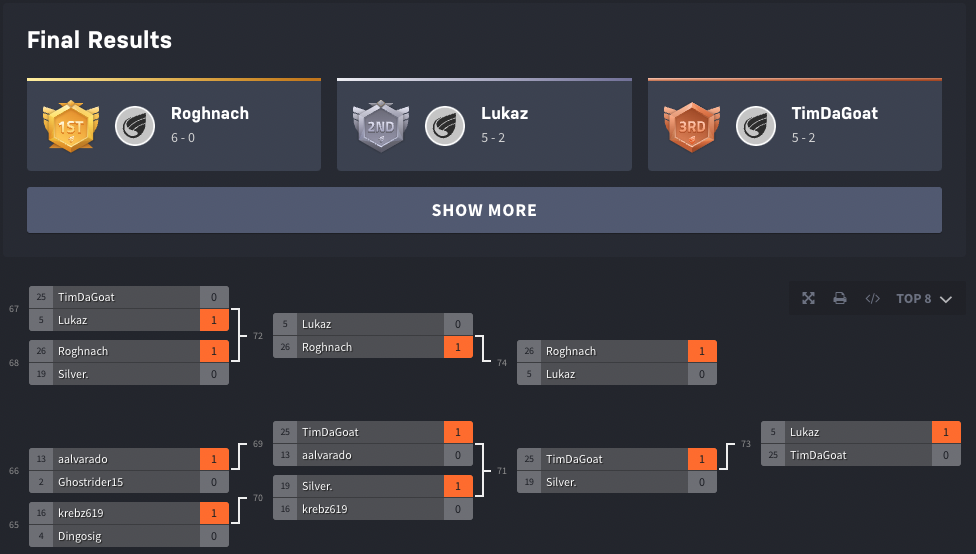 Final Results
1ST Roghnach
6 - 0
2ND Lukaz
5 - 2
3RD TimDaGoat
5 - 2
SHOW MORE
TOP 8
67
25 TimDaGoat 0
5 Lukaz 1
68
26 Roghnach 1
19 Silver. 0
72
5 Lukaz 0
26 Roghnach 1
74
26 Roghnach 1
5 Lukaz 0
66
13 aalvarado 1
2 Ghostrider15 0
65
16 krebz619 1
4 Dingosig 0
69
25 TimDaGoat 1
13 aalvarado 0
70
19 Silver. 1
16 krebz619 0
71
25 TimDaGoat 1
19 Silver. 0
73
5 Lukaz 1
25 TimDaGoat 0